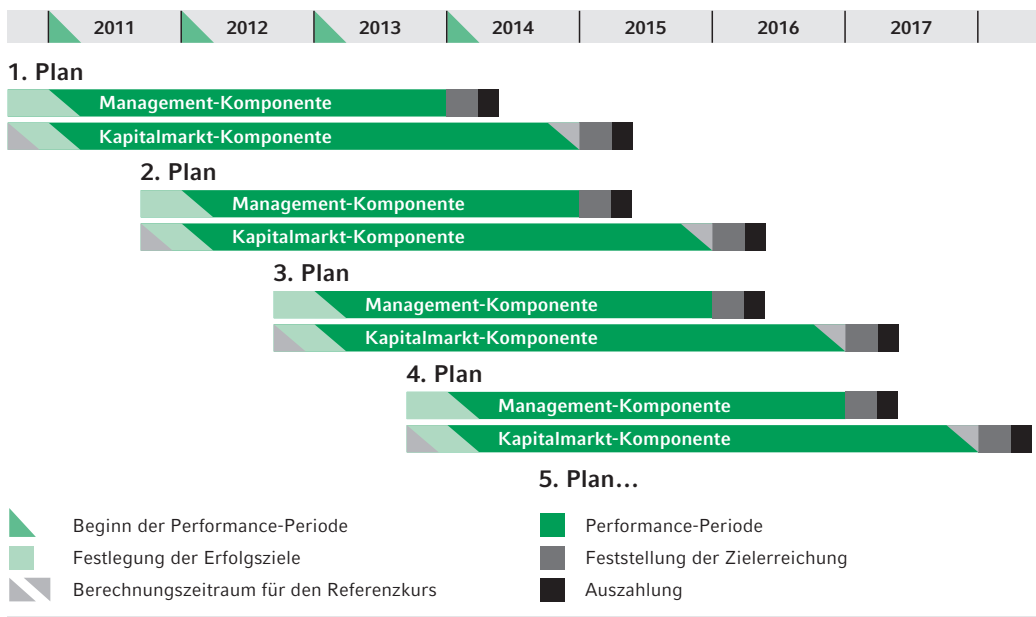 2011 2012 2013 2014 2015 2016 2017
1. Plan
Management-Komponente
Kapitalmarkt-Komponente
2. Plan
Management-Komponente
Kapitalmarkt-Komponente
3. Plan
Management-Komponente
Kapitalmarkt-Komponente
4. Plan
Management-Komponente
Kapitalmarkt-Komponente
5. Plan…
Beginn der Performance-Periode
Festlegung der Erfolgsziele
Berechnungszeitraum für den Referenzkurs
Performance-Periode
Feststellung der Zielerreichung
Auszahlung